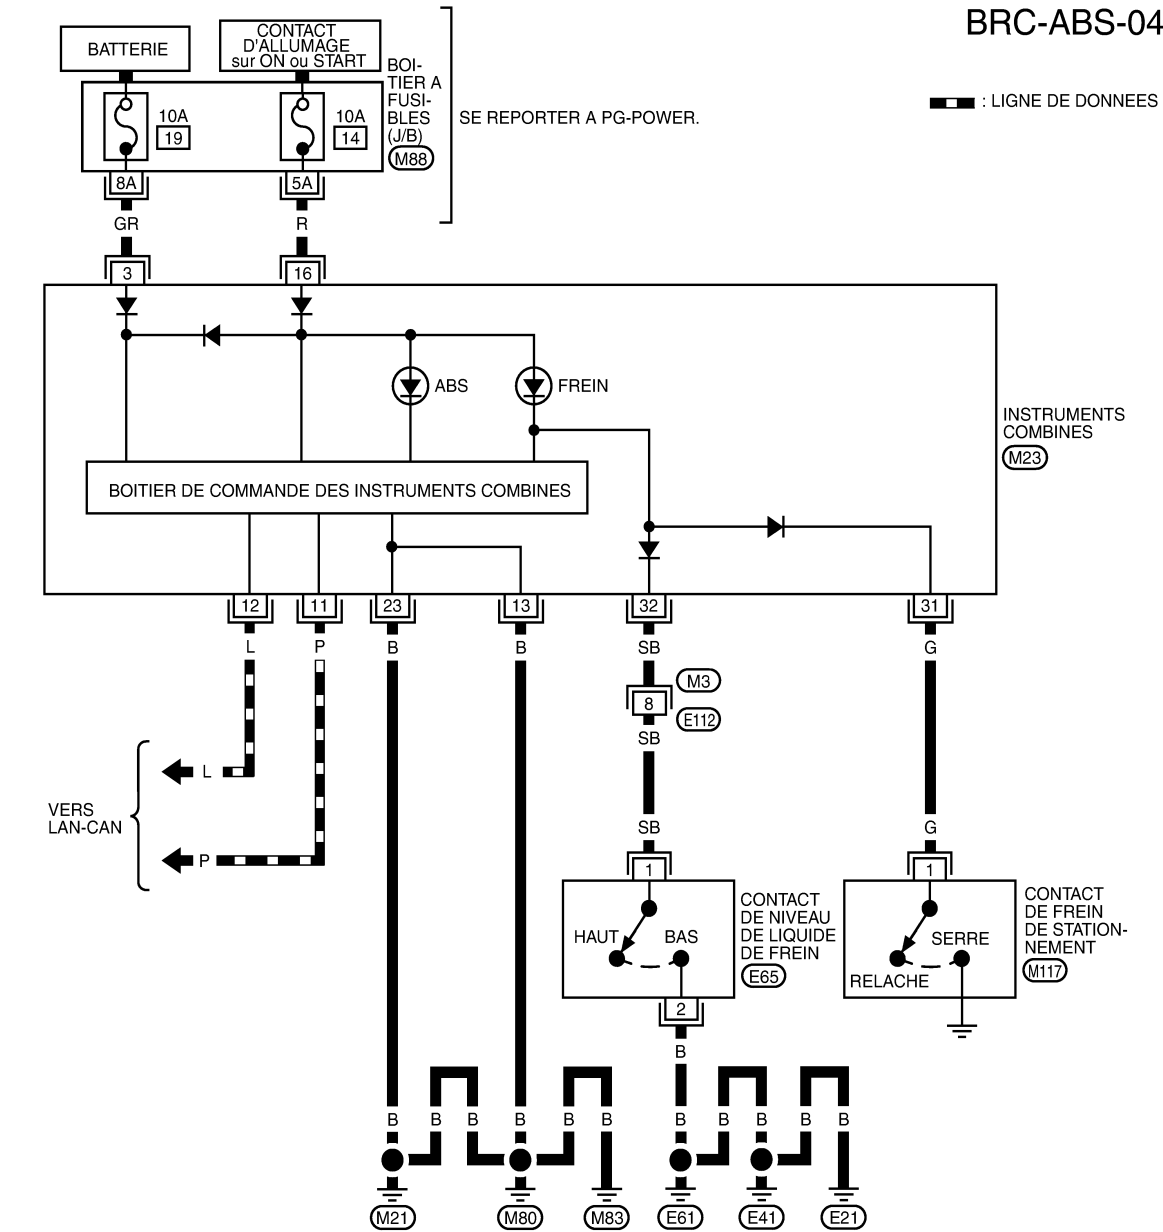 BRC-ABS-04
: LIGNE DE DONNEES
BATTERIE
CONTACT
D'ALLUMAGE
sur ON ou START
BOI-
TIER A
FUSI-
BLES
(J/B)
M88
SE REPORTER A PG-POWER.
10A
19
10A
14
8A
5A
GR
R
3
16
ABS
FREIN
INSTRUMENTS
COMBINES
M23
BOITIER DE COMMANDE DES INSTRUMENTS COMBINES
12
11
23
13
32
31
L
P
B
B
SB
G
M3
8
E112
SB
L
VERS
LAN-CAN
P
SB
G
1
1
CONTACT
DE NIVEAU
DE LIQUIDE
DE FREIN
E65
HAUT
BAS
CONTACT
DE FREIN
DE STATION-
NEMENT
M117
SERRE
RELACHE
2
B
B
B
B
B
B
B
B
B
B
B
B
M21
M80
M83
E61
E41
E21